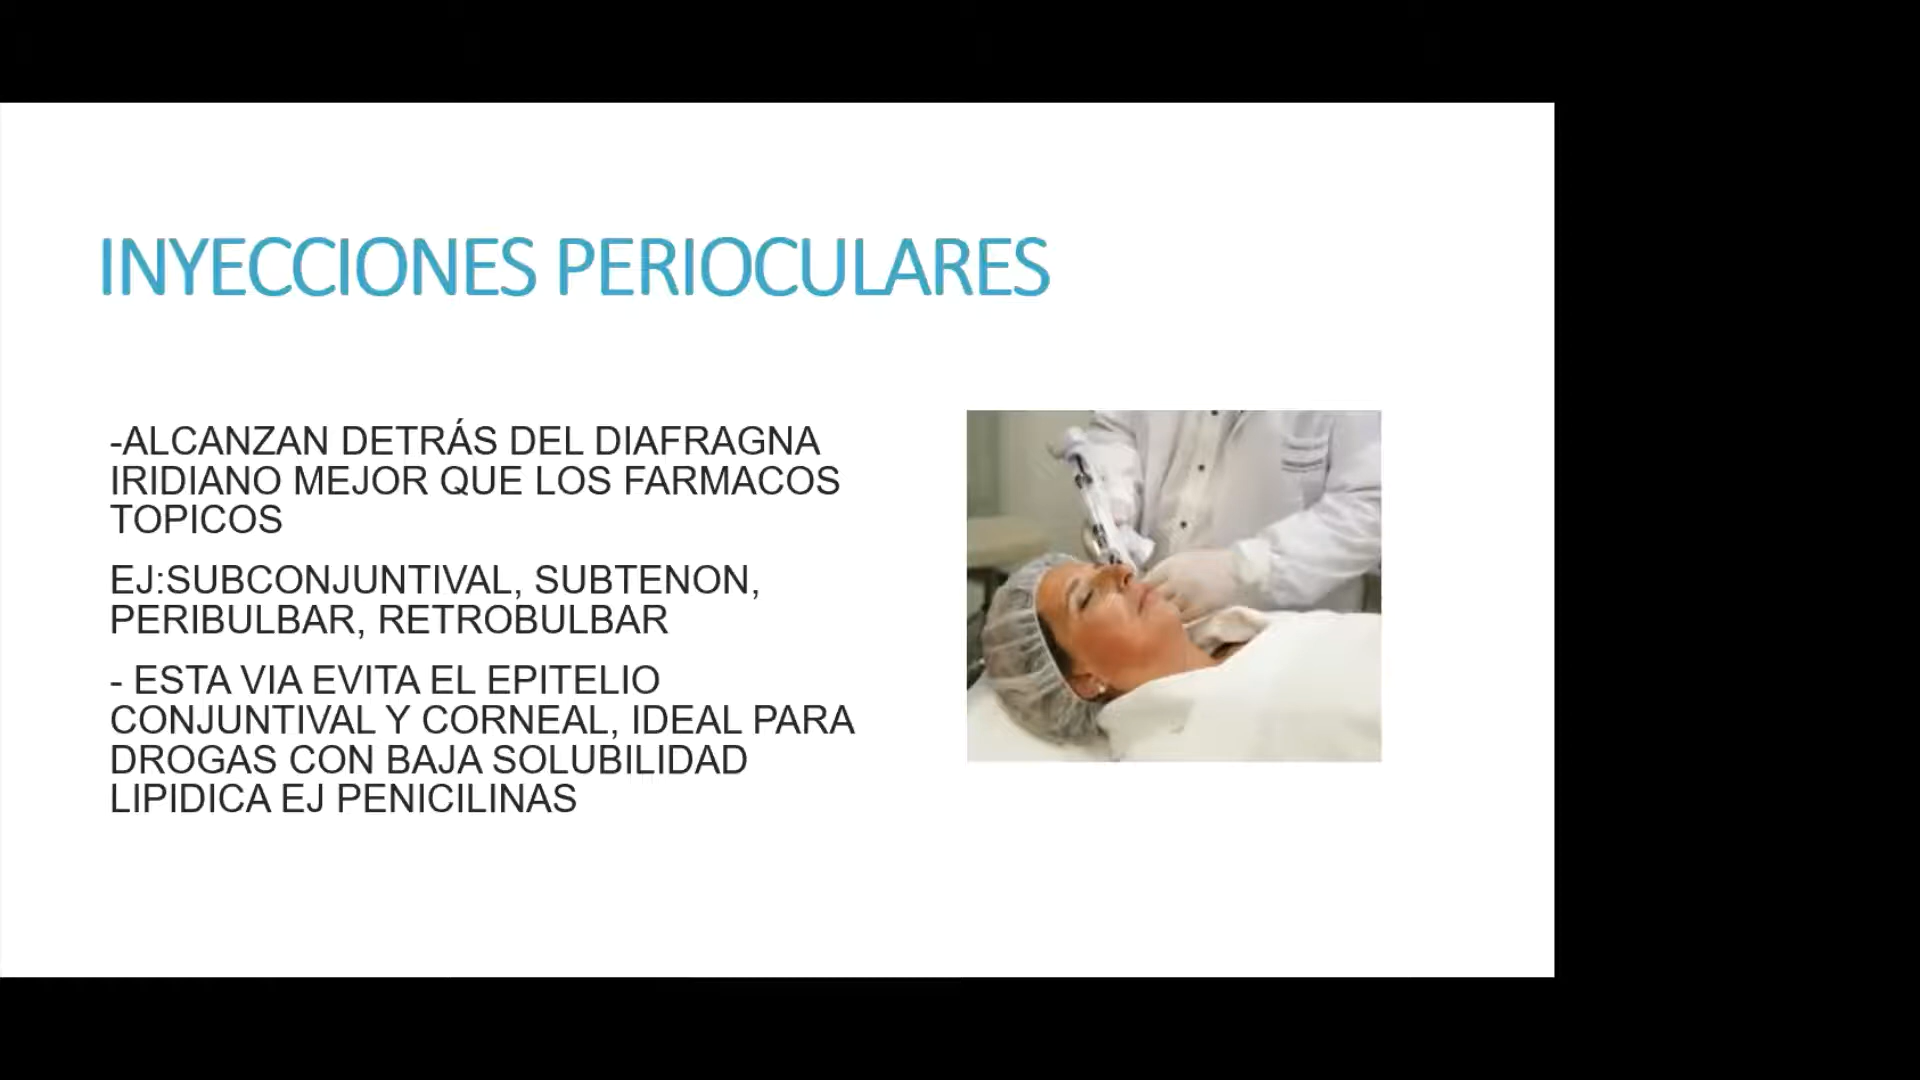 INYECCIONES PERIOCULARES
-ALCANZAN DETRÁS DEL DIAFRAGNA
IRIDIANO MEJOR QUE LOS FARMACOS
TOPICOS
EJ:SUBCONJUNTIVAL, SUBTENON,
PERIBULBAR, RETROBULBAR
- ESTA VIA EVITA EL EPITELIO
CONJUNTIVAL Y CORNEAL, IDEAL PARA
DROGAS CON BAJA SOLUBILIDAD
LIPIDICA EJ PENICILINAS